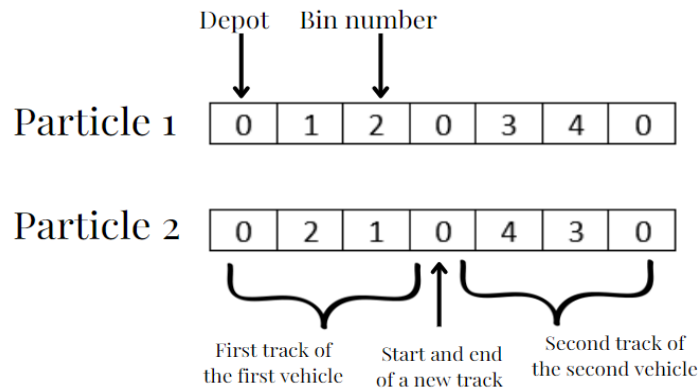 Depot Bin number
Particle 1 0 1 2 0 3 4 0
Particle 2 0 2 1 0 4 3 0
First track of
the first vehicle
Start and end
of a new track
Second track of
the second vehicle